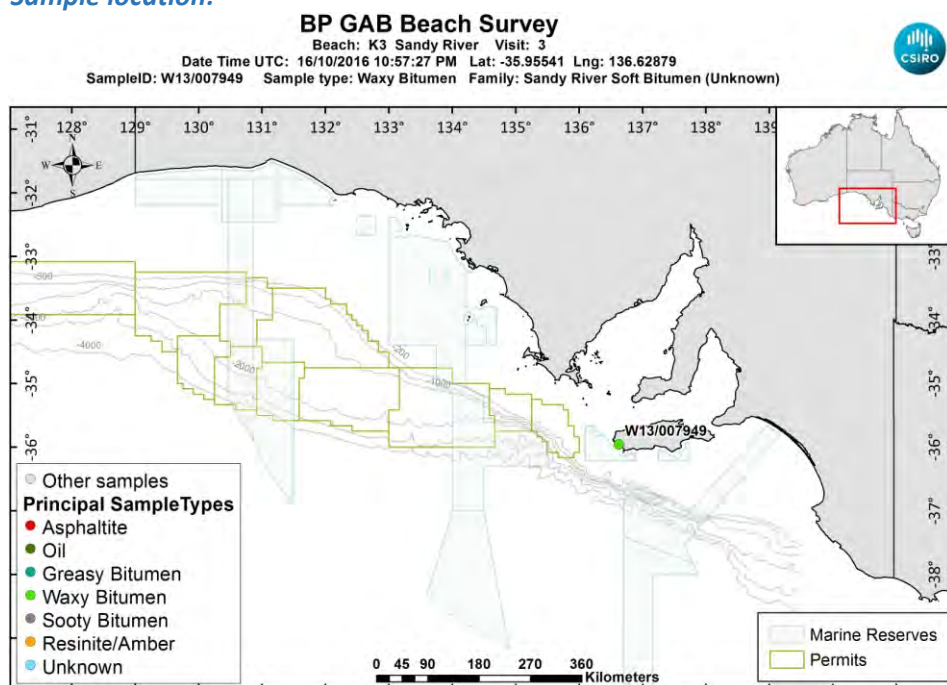 Sample location:
BP GAB Beach Survey
Beach: K3 Sandy River Visit: 3
Date Time UTC: 16/10/2016 10:57:27 PM Lat: -35.95541 Lng: 136.62879
SampleID: W13/007949 Sample type: Waxy Bitumen Family: Sandy River Soft Bitumen (Unknown)
CSIRO
128° 129° 130° 131° 132° 133° 134° 135° 136° 137° 138° 139°
-31°
-32°
-33°
-34°
-35°
-36°
-37°
-38°
N
W E
S
-31°
-32°
-33°
-34°
-35°
-36°
-37°
-38°
-4000
-2000
-200
-1000
W13/007949
Other samples
Principal SampleTypes
Asphaltite
Oil
Greasy Bitumen
Waxy Bitumen
Sooty Bitumen
Resinite/Amber
Unknown
0 45 90 180 270 360
Kilometers
Marine Reserves
Permits